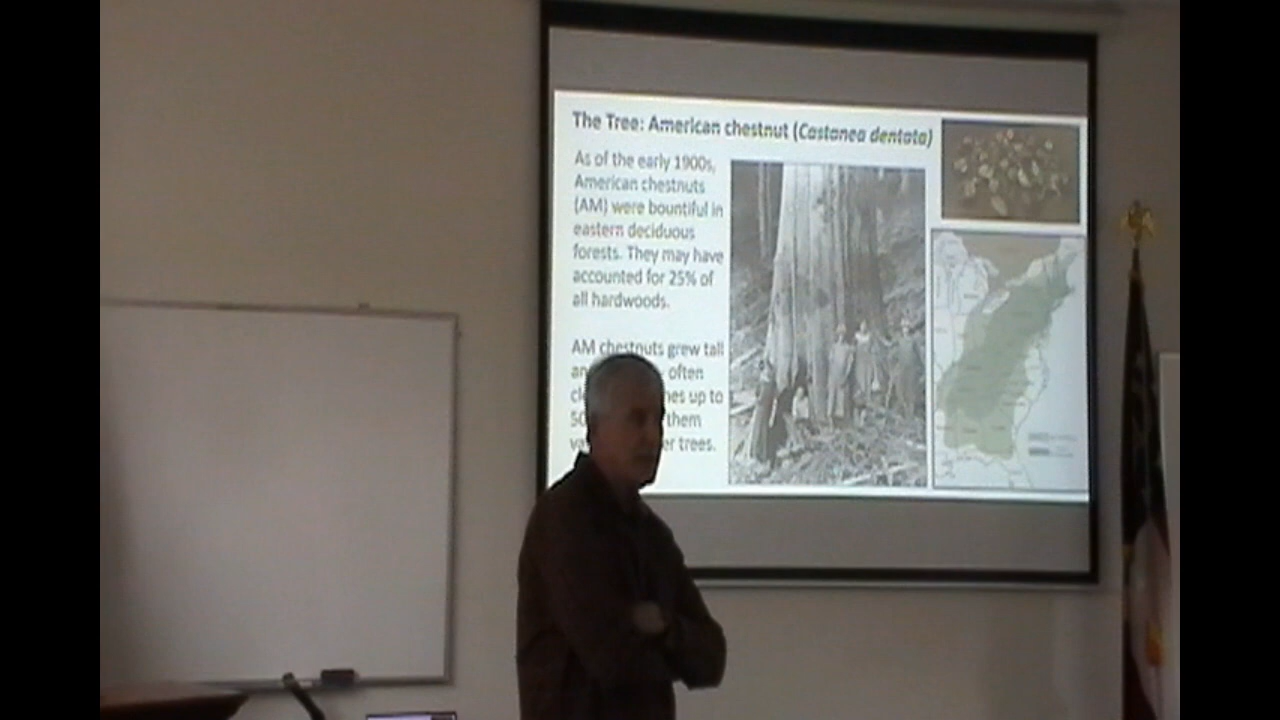 The Tree: American chestnut (Castanea dentata)
As of the early 1900s,
American chestnuts
(AM) were bountiful in
eastern deciduous
forests. They may have
accounted for 25% of
all hardwoods.
AM chestnuts grew tall
often
up to
50 them
trees.